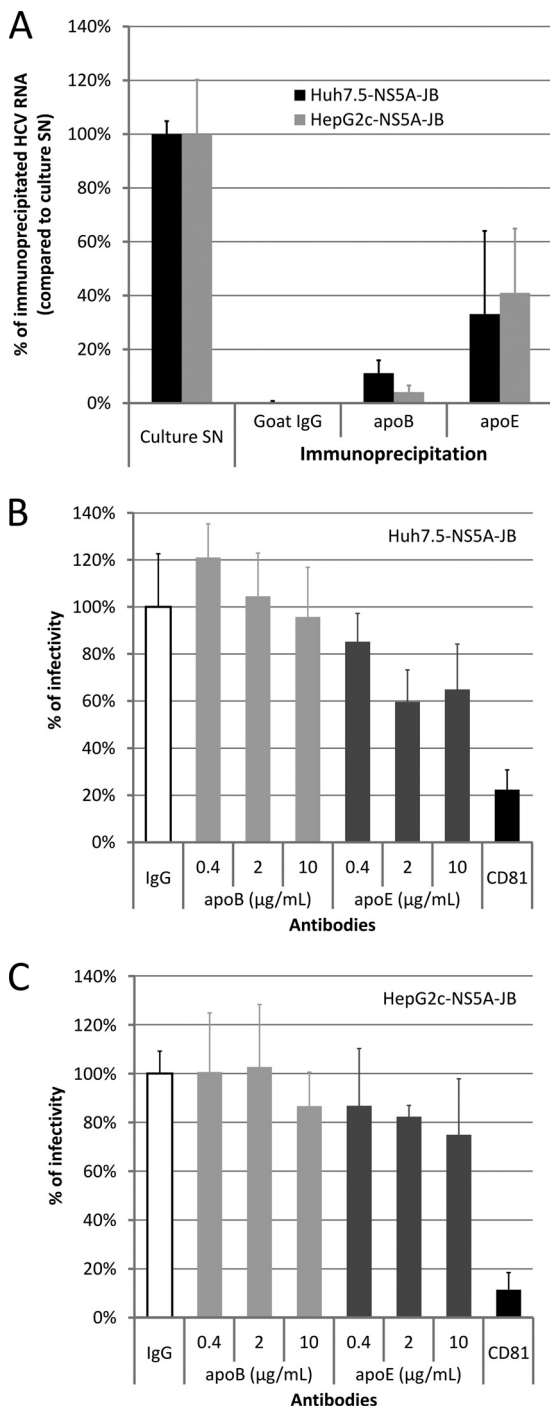 A
% of immunoprecipitated HCV RNA
(compared to culture SN)
140%
120%
100%
80%
60%
40%
20%
0%
Huh7.5-NS5A-JB
HepG2c-NS5A-JB
Culture SN
Goat IgG
apoB
apoE
Immunoprecipitation
B
% of infectivity
140%
120%
100%
80%
60%
40%
20%
0%
Huh7.5-NS5A-JB
IgG
0.4
2
10
0.4
2
10
CD81
apoB (µg/mL)
apoE (µg/mL)
Antibodies
C
% of infectivity
140%
120%
100%
80%
60%
40%
20%
0%
HepG2c-NS5A-JB
IgG
0.4
2
10
0.4
2
10
CD81
apoB (µg/mL)
apoE (µg/mL)
Antibodies